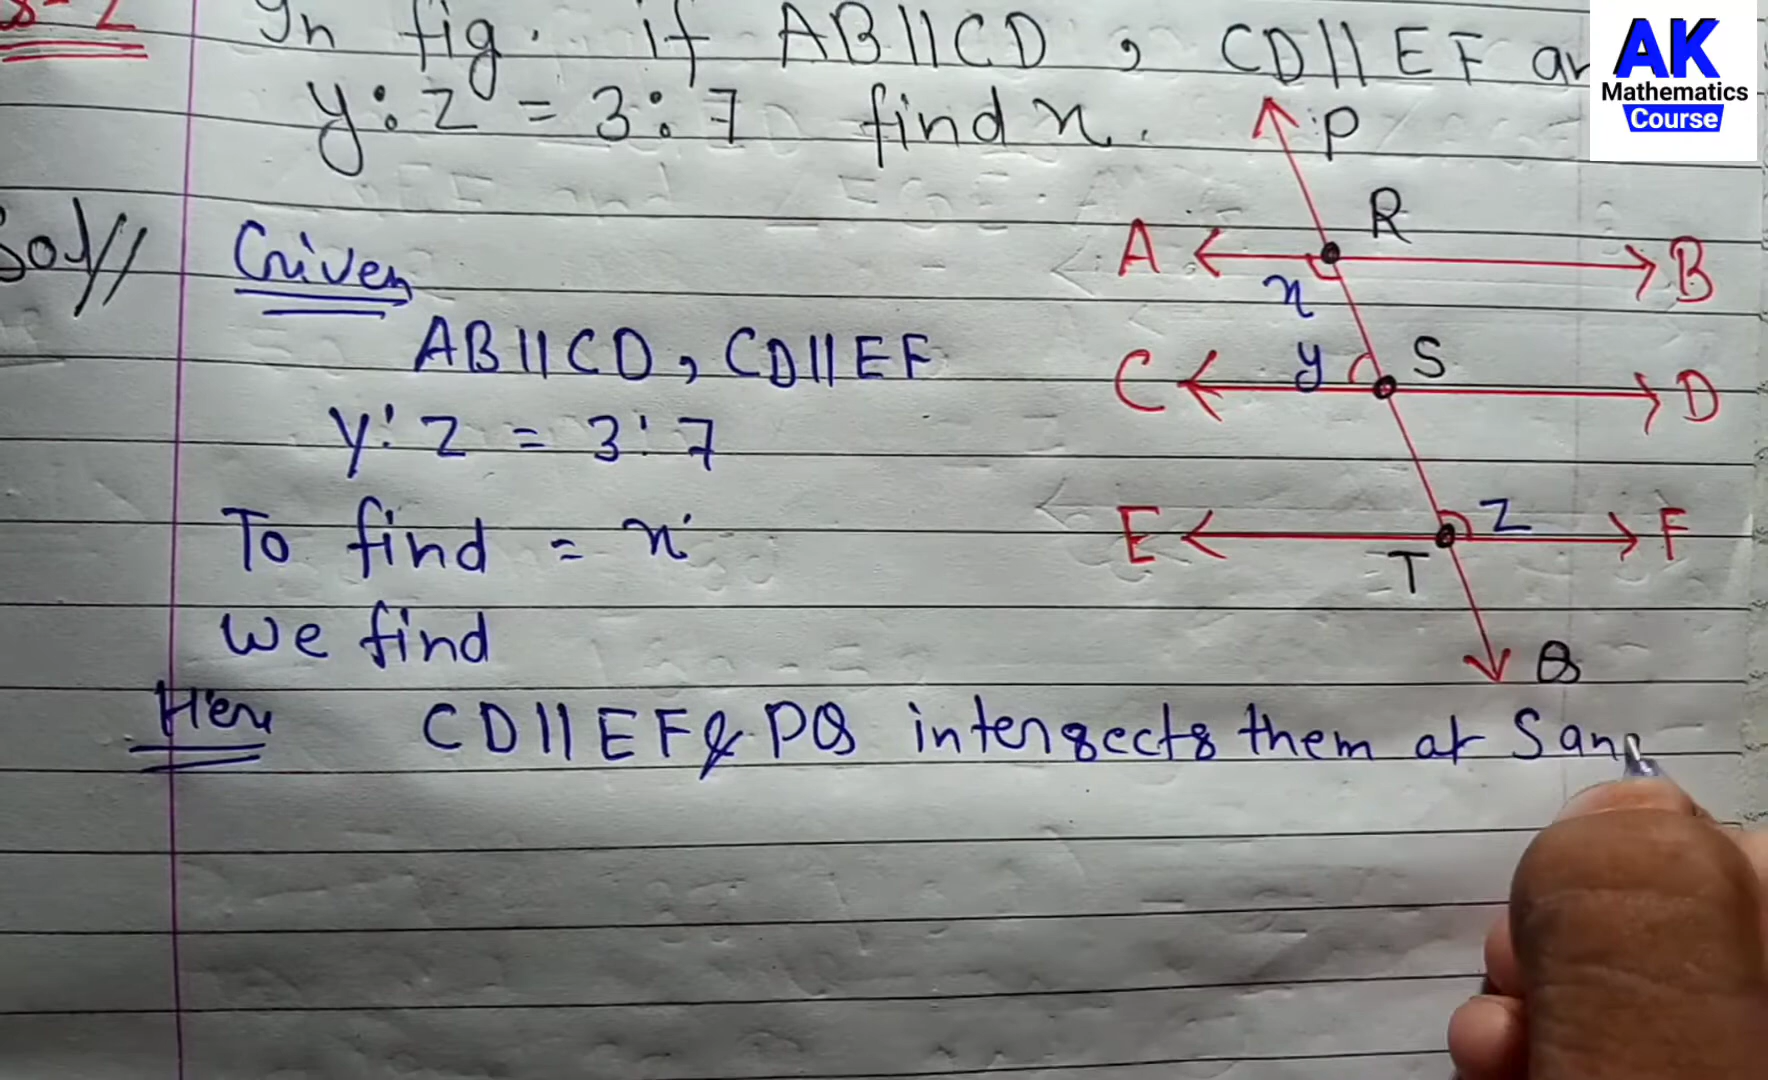 In fig. if AB||CD, CD||EF an
y:z = 3:7 find x.
AK
Mathematics
Course
Sol//
Given
AB||CD, CD||EF
y:z = 3:7
To find = x
We find
Here CD||EF & PQ intersects them at S and
P
R
A
B
x
y
S
C
D
z
E
F
T
Q